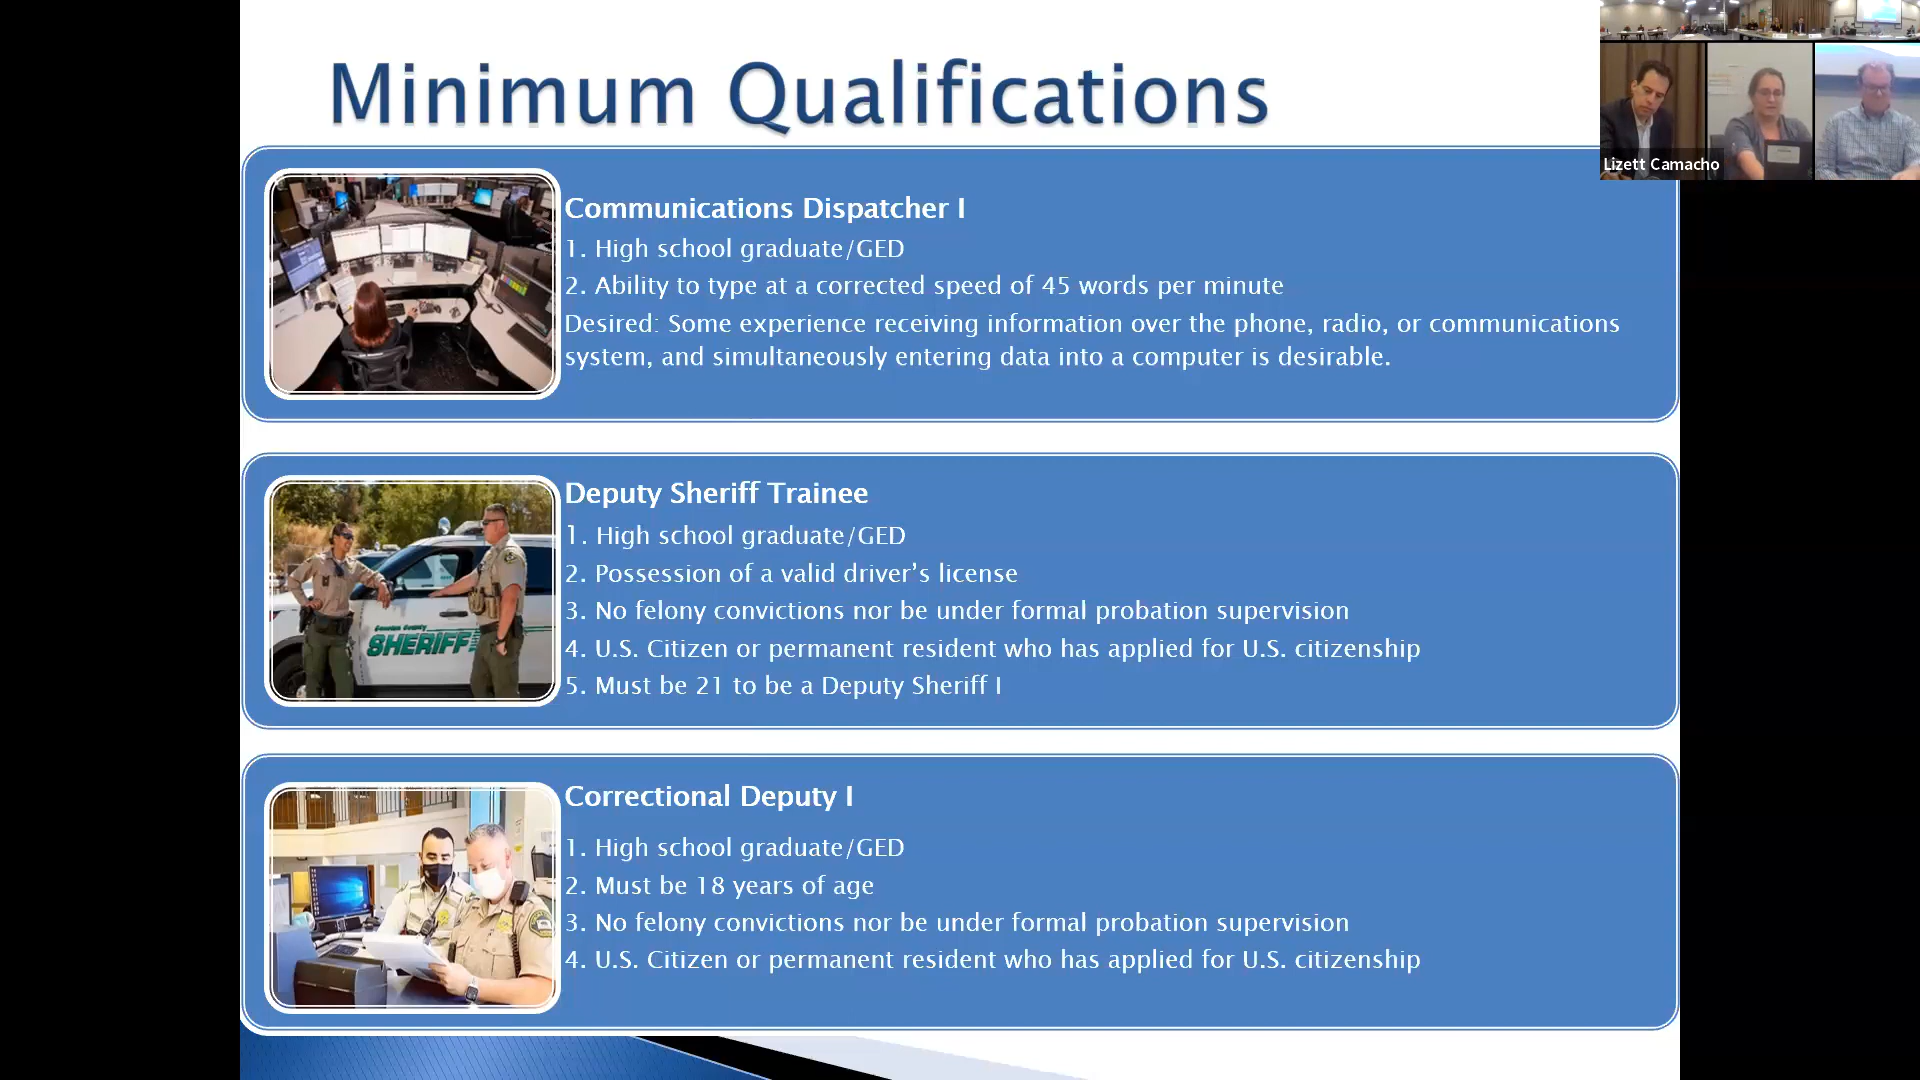 Minimum Qualifications
Lizett Camacho
Communications Dispatcher I
1. High school graduate/GED
2. Ability to type at a corrected speed of 45 words per minute
Desired: Some experience receiving information over the phone, radio, or communications
system, and simultaneously entering data into a computer is desirable.
Deputy Sheriff Trainee
1. High school graduate/GED
2. Possession of a valid driver’s license
3. No felony convictions nor be under formal probation supervision
4. U.S. Citizen or permanent resident who has applied for U.S. citizenship
5. Must be 21 to be a Deputy Sheriff I
SHERIFF
Correctional Deputy I
1. High school graduate/GED
2. Must be 18 years of age
3. No felony convictions nor be under formal probation supervision
4. U.S. Citizen or permanent resident who has applied for U.S. citizenship